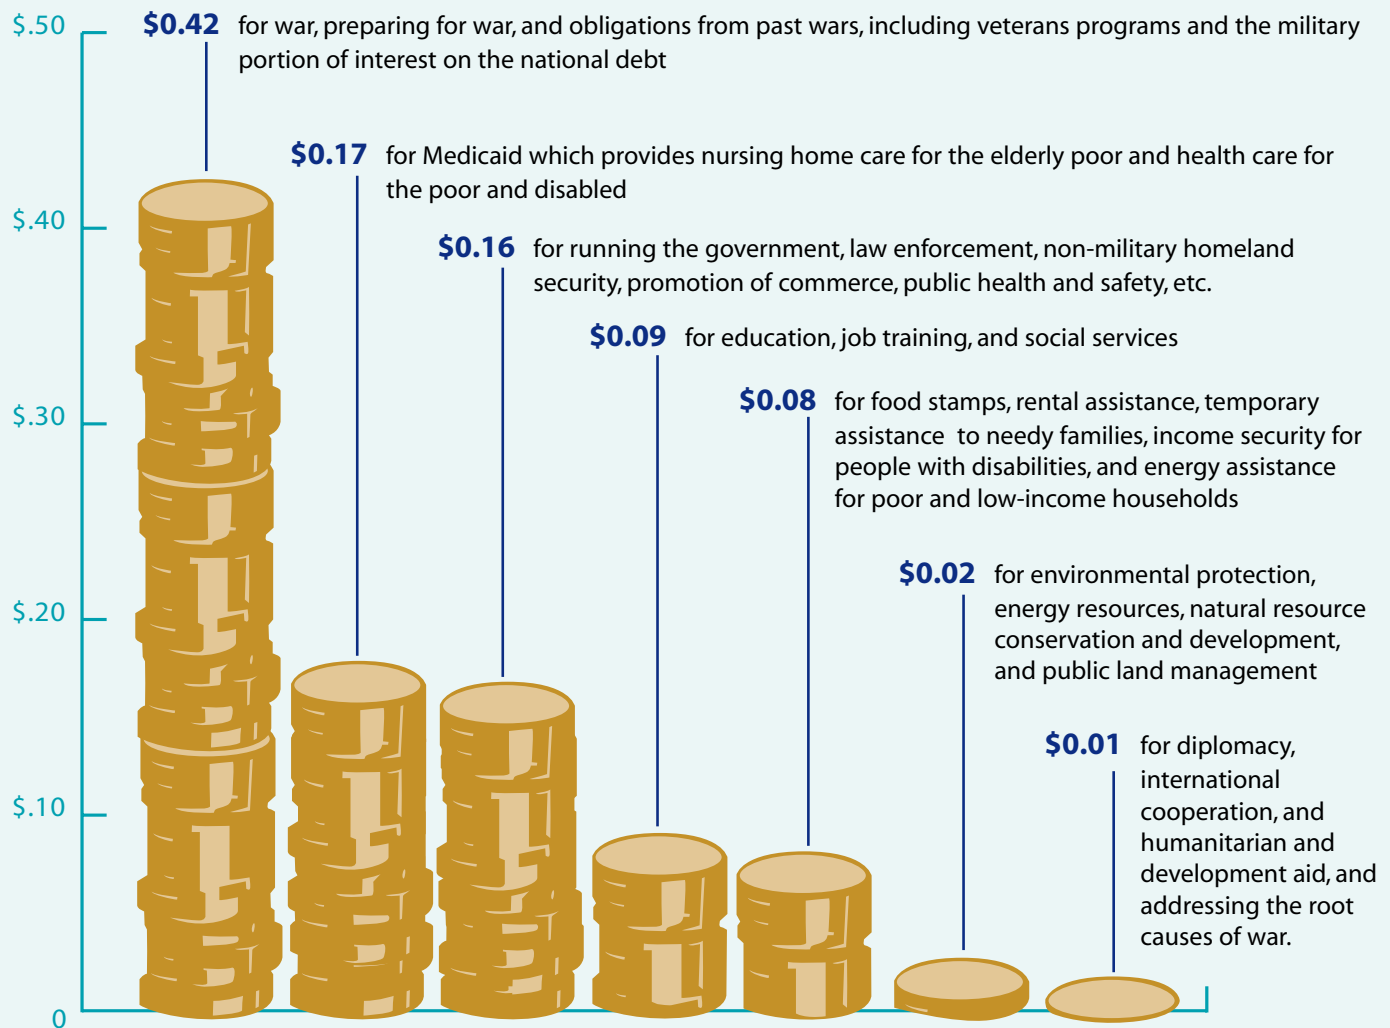 $.50
$0.42 for war, preparing for war, and obligations from past wars, including veterans programs and the military
portion of interest on the national debt
$0.17 for Medicaid which provides nursing home care for the elderly poor and health care for
the poor and disabled
$.40
$0.16 for running the government, law enforcement, non-military homeland
security, promotion of commerce, public health and safety, etc.
$0.09 for education, job training, and social services
$.30
$0.08 for food stamps, rental assistance, temporary
assistance to needy families, income security for
people with disabilities, and energy assistance
for poor and low-income households
$0.02 for environmental protection,
energy resources, natural resource
conservation and development,
and public land management
$.20
$0.01 for diplomacy,
international
cooperation, and
humanitarian and
development aid, and
addressing the root
causes of war.
$.10
0